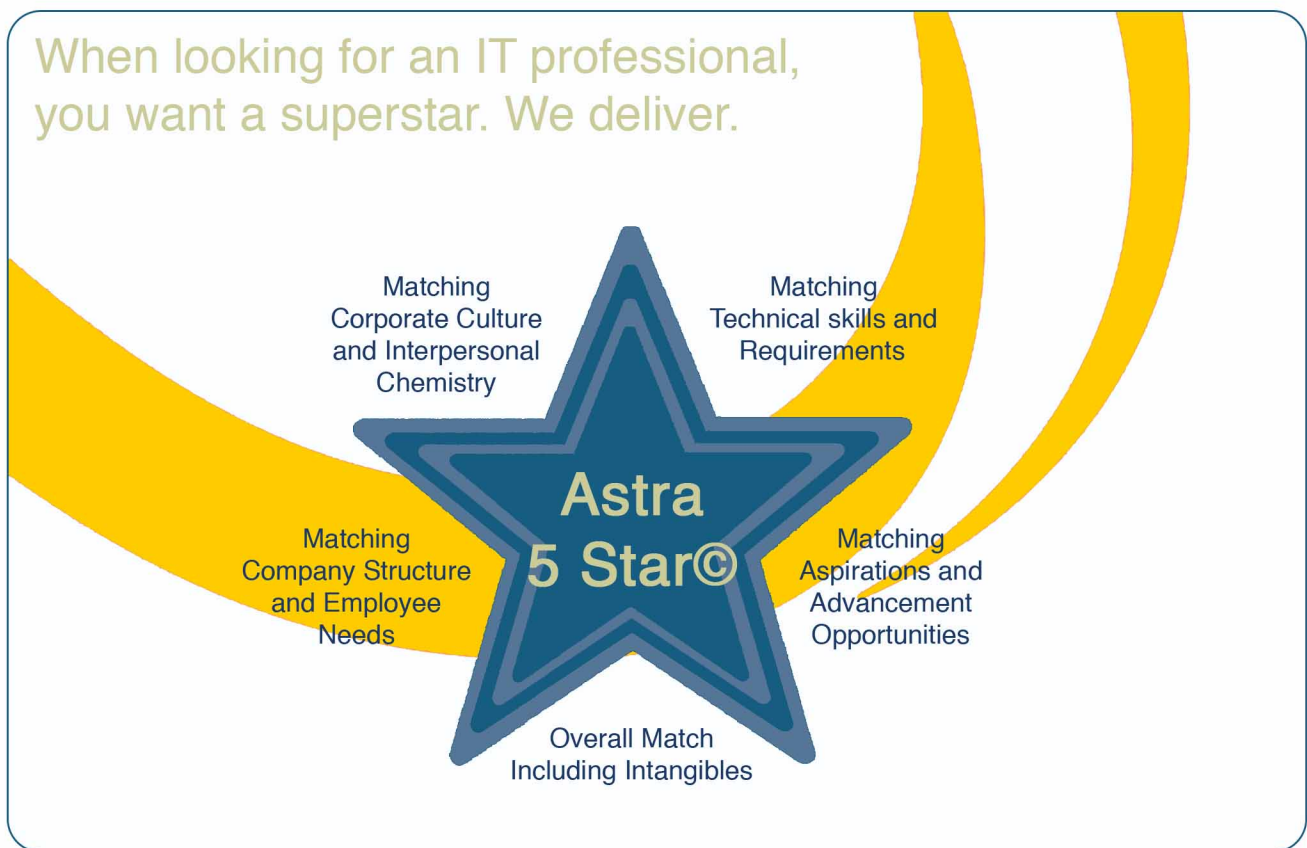 When looking for an IT professional,
you want a superstar. We deliver.
Matching
Corporate Culture
and Interpersonal
Chemistry
Matching
Technical skills and
Requirements
Astra
5 Star©
Matching
Company Structure
and Employee
Needs
Matching
Aspirations and
Advancement
Opportunities
Overall Match
Including Intangibles